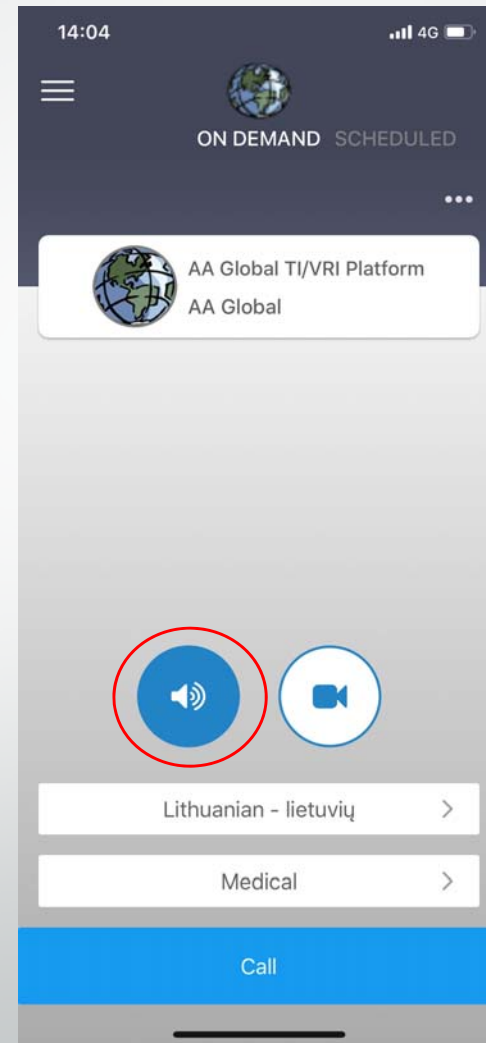 14:04
4G
ON DEMAND SCHEDULED
AA Global TI/VRI Platform
AA Global
Lithuanian - lietuvių
Medical
Call